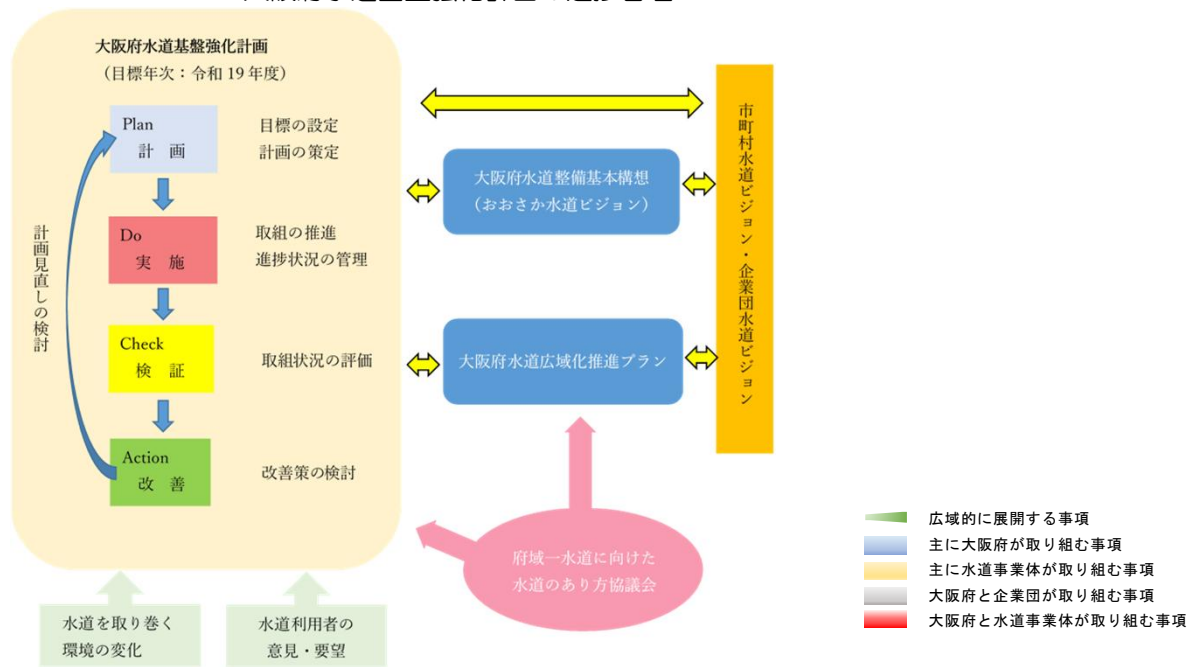 大阪府水道基盤強化計画
（目標年次：令和 19 年度）
Plan
計 画
目標の設定
計画の策定
Do
実 施
取組の推進
進捗状況の管理
Check
検 証
取組状況の評価
Action
改 善
改善策の検討
計画見直しの検討
水道を取り巻く
環境の変化
水道利用者の
意見・要望
大阪府水道整備基本構想
（おおさか水道ビジョン）
大阪府水道広域化推進プラン
府域一水道に向けた
水道のあり方協議会
市町村水道ビジョン・企業団水道ビジョン
広域的に展開する事項
主に大阪府が取り組む事項
主に水道事業体が取り組む事項
大阪府と企業団が取り組む事項
大阪府と水道事業体が取り組む事項